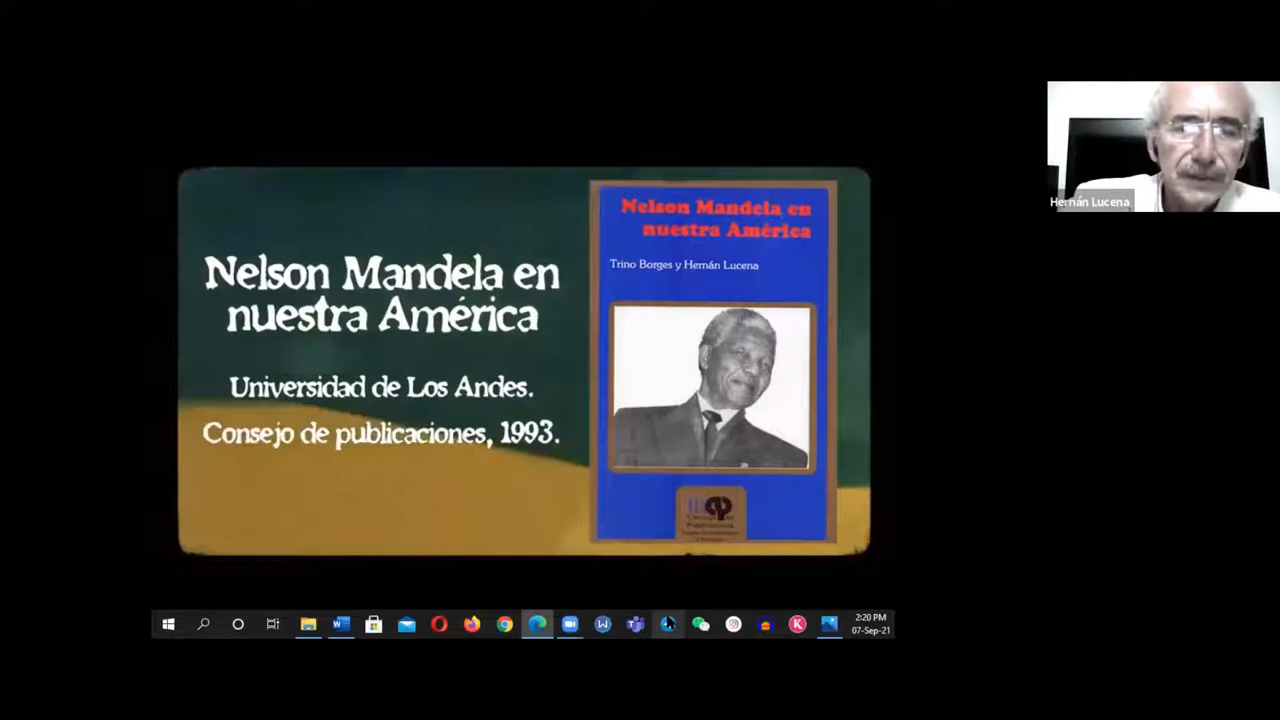 Nelson Mandela en
nuestra América
Universidad de Los Andes.
Consejo de publicaciones, 1993.
Nelson Mandela en
nuestra América
Trino Borges y Hernán Lucena
Hernán Lucena
2:20 PM
07-Sep-21